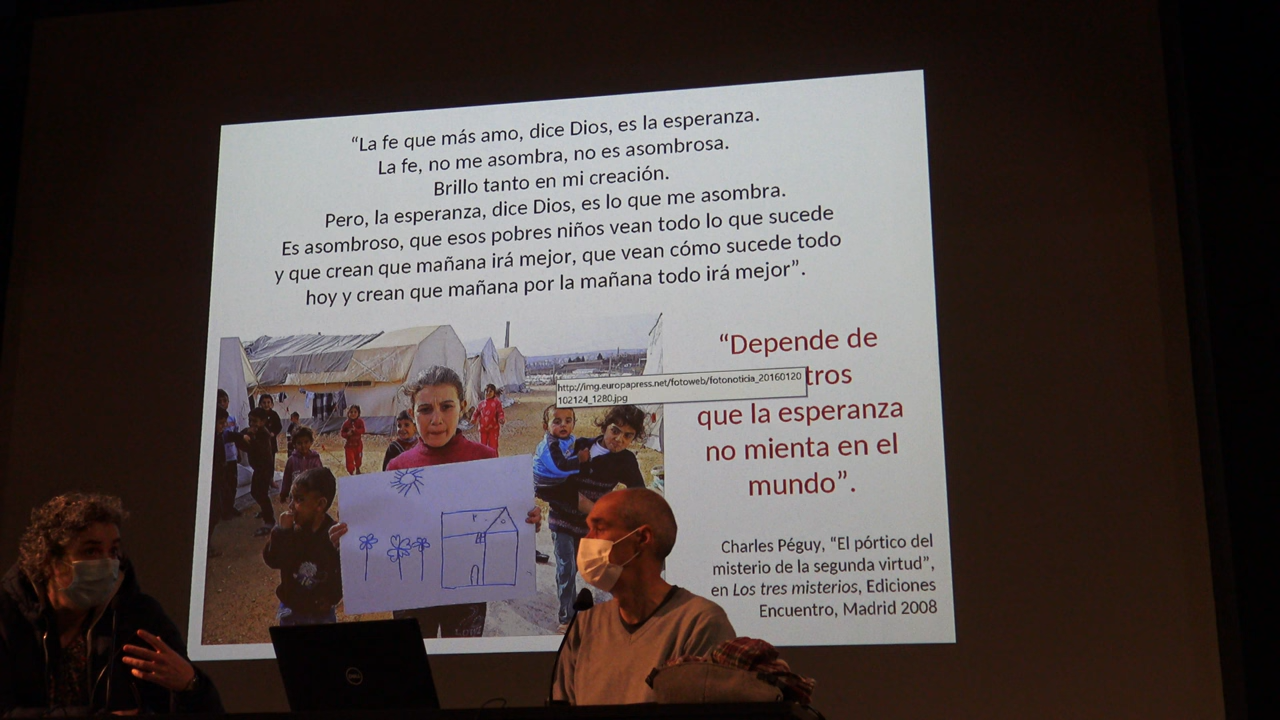 “La fe que más amo, dice Dios, es la esperanza.
La fe, no me asombra, no es asombrosa.
Brillo tanto en mi creación.
Pero, la esperanza, dice Dios, es lo que me asombra.
Es asombroso, que esos pobres niños vean todo lo que sucede
y que crean que mañana irá mejor, que vean cómo sucede todo
hoy y crean que mañana por la mañana todo irá mejor”.
http://img.europapress.net/fotoweb/fotonoticia_20160120
102124_1280.jpg
“Depende de
tros
que la esperanza
no mienta en el
mundo”.
Charles Péguy, “El pórtico del
misterio de la segunda virtud”,
en Los tres misterios, Ediciones
Encuentro, Madrid 2008
DELL